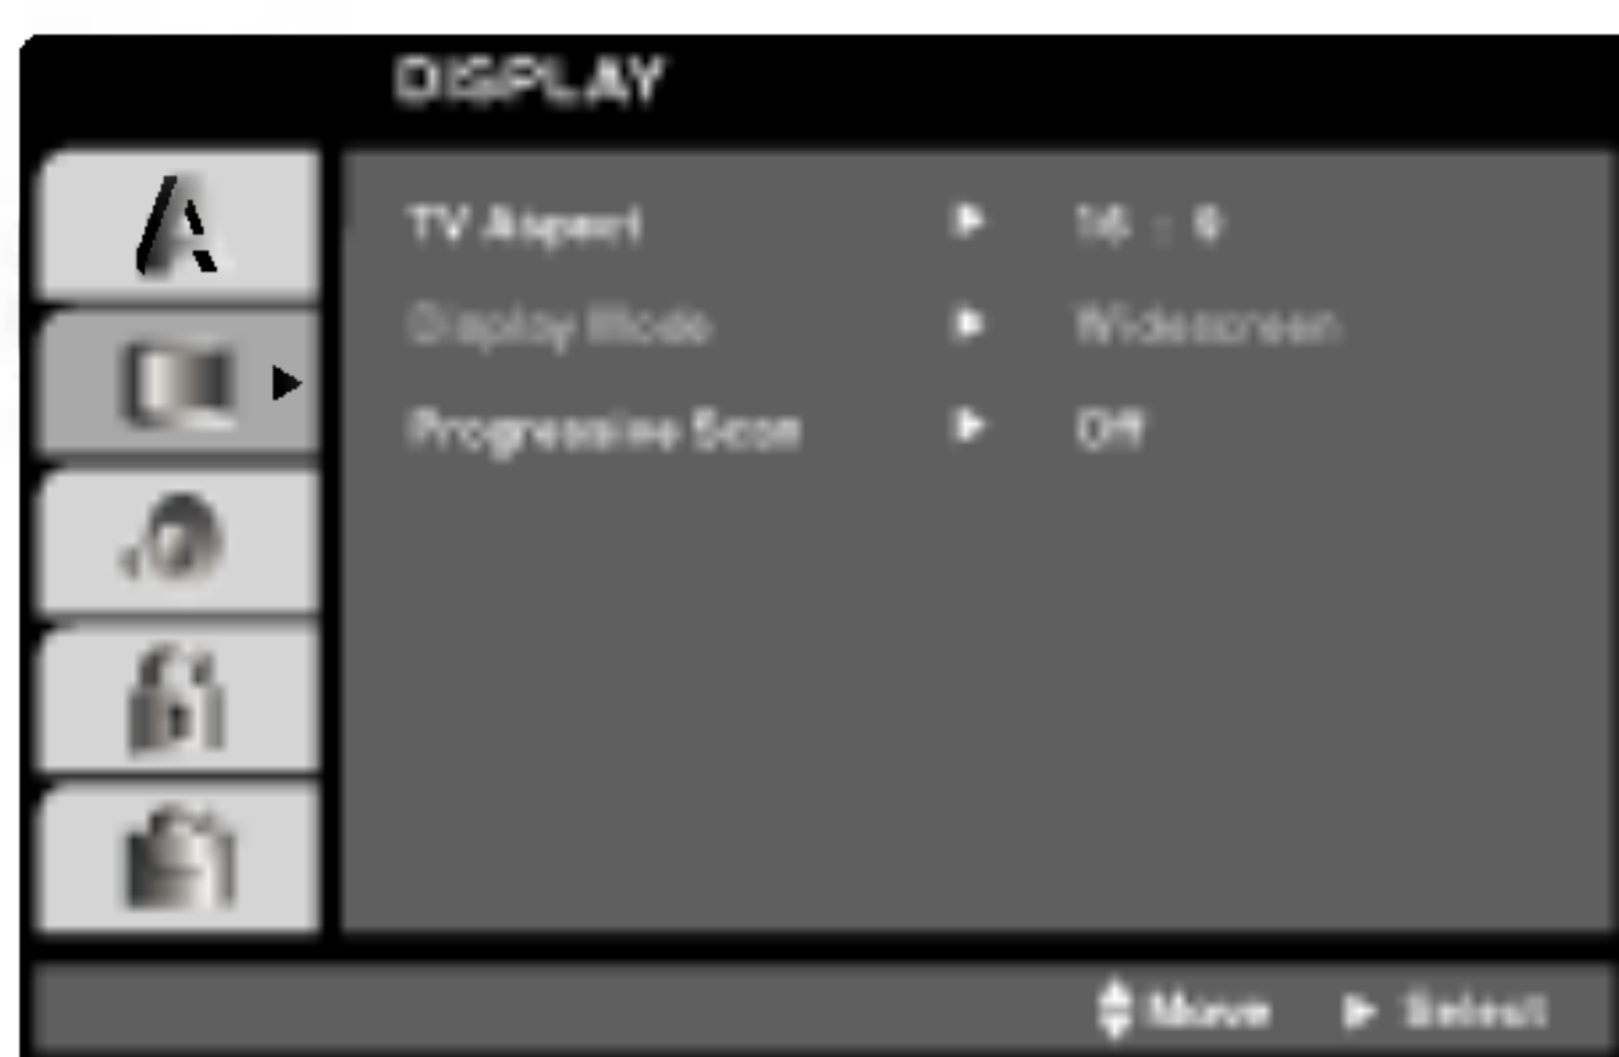 DISPLAY
TV Aspect ▶ 16 : 9
Display Mode ▶ Widescreen
Progressive Scan ▶ Off
Move ▶ Select